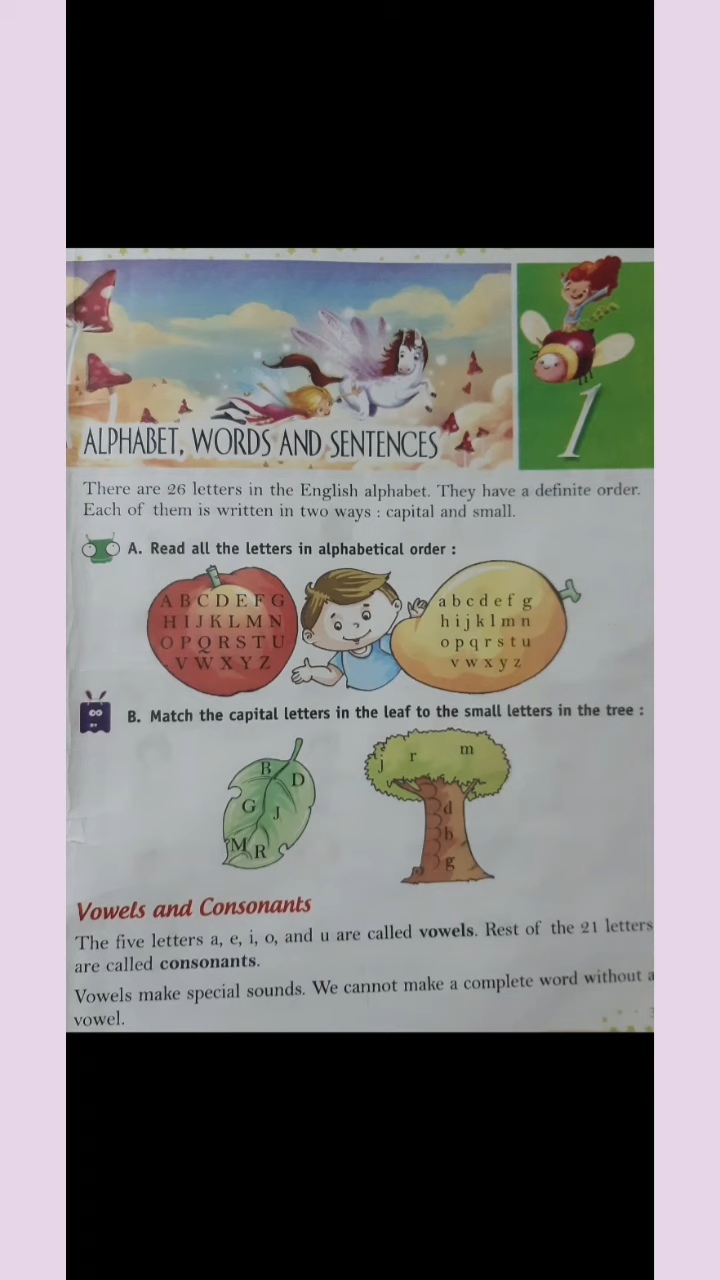 ALPHABET, WORDS AND SENTENCES
1
There are 26 letters in the English alphabet. They have a definite order.
Each of them is written in two ways : capital and small.
A. Read all the letters in alphabetical order :
A B C D E F G
H I J K L M N
O P Q R S T U
V W X Y Z
a b c d e f g
h i j k l m n
o p q r s t u
v w x y z
B. Match the capital letters in the leaf to the small letters in the tree :
B
D
G
J
M
R
j
r
m
d
b
g
Vowels and Consonants
The five letters a, e, i, o, and u are called vowels. Rest of the 21 letters
are called consonants.
Vowels make special sounds. We cannot make a complete word without a
vowel.